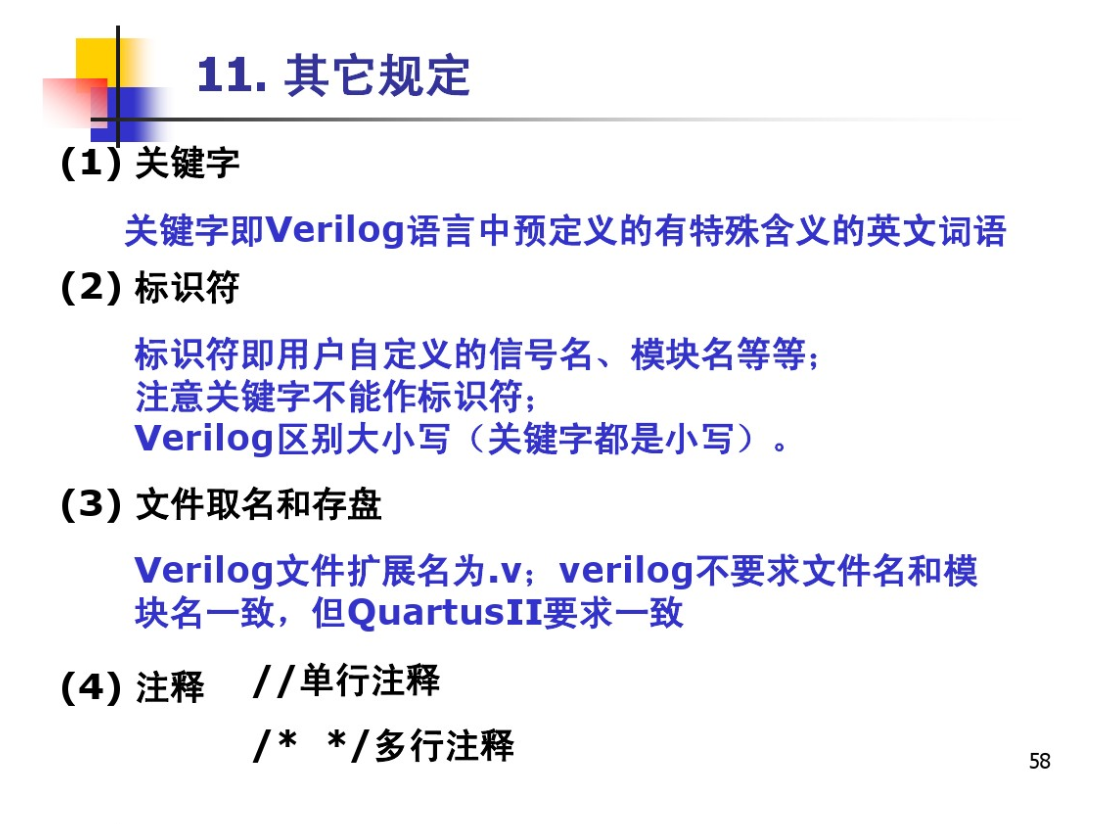 11. 其它规定
(1) 关键字
关键字即Verilog语言中预定义的有特殊含义的英文词语
(2) 标识符
标识符即用户自定义的信号名、模块名等等；
注意关键字不能作标识符；
Verilog区别大小写（关键字都是小写）。
(3) 文件取名和存盘
Verilog文件扩展名为.v；verilog不要求文件名和模
块名一致，但QuartusII要求一致
(4) 注释 //单行注释
/* */多行注释
58